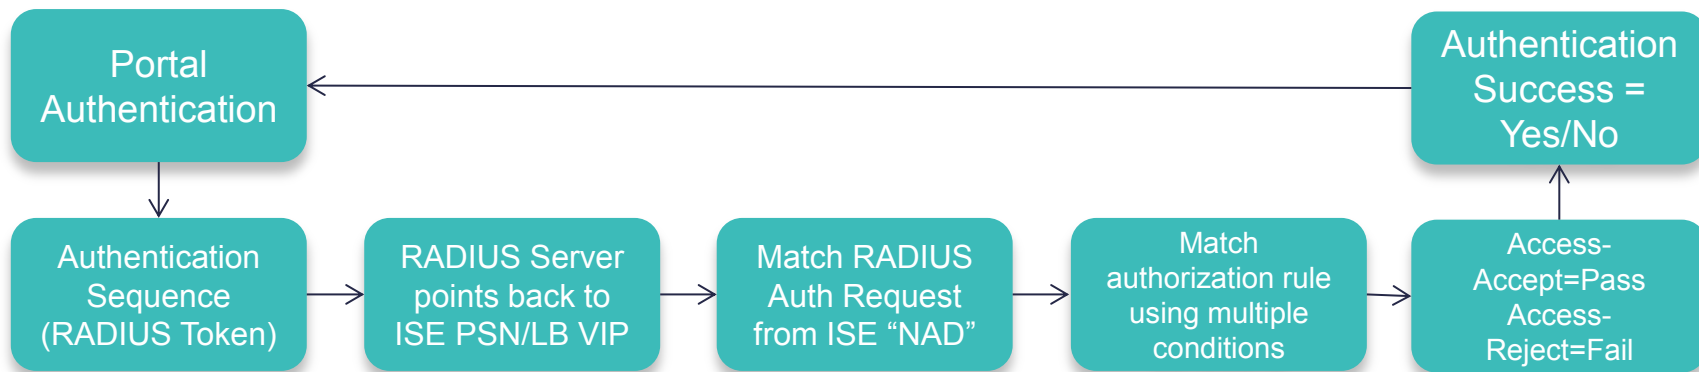 Portal
Authentication
Authentication
Success =
Yes/No
Authentication
Sequence
(RADIUS Token)
RADIUS Server
points back to
ISE PSN/LB VIP
Match RADIUS
Auth Request
from ISE “NAD”
Match
authorization rule
using multiple
conditions
Access-
Accept=Pass
Access-
Reject=Fail